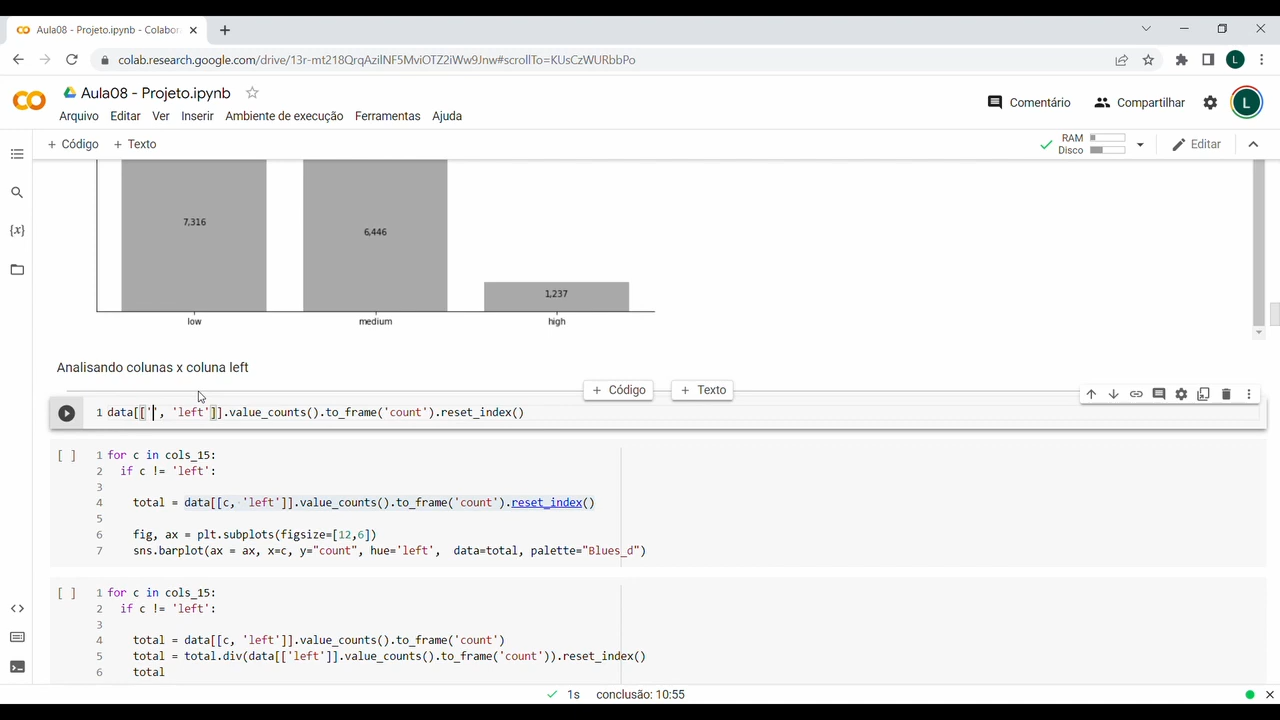 Aula08 - Projeto.ipynb - Colabor
colab.research.google.com/drive/13r-mt218QrqAzilNF5MviOTZ2iWw9Jnw#scrollTo=KUsCzWURbbPo
L
Aula08 - Projeto.ipynb
Arquivo Editar Ver Inserir Ambiente de execução Ferramentas Ajuda
Comentário Compartilhar L
+ Código + Texto
RAM
Disco
Editar
7,316
6,446
1,237
low medium high
Analisando colunas x coluna left
+ Código + Texto
1 data[['', 'left']].value_counts().to_frame('count').reset_index()
[ ] 1 for c in cols_15:
2 if c != 'left':
3
4 total = data[[c, 'left']].value_counts().to_frame('count').reset_index()
5
6 fig, ax = plt.subplots(figsize=[12,6])
7 sns.barplot(ax = ax, x=c, y="count", hue='left', data=total, palette="Blues_d")
[ ] 1 for c in cols_15:
2 if c != 'left':
3
4 total = data[[c, 'left']].value_counts().to_frame('count')
5 total = total.div(data[['left']].value_counts().to_frame('count')).reset_index()
6 total
1s conclusão: 10:55